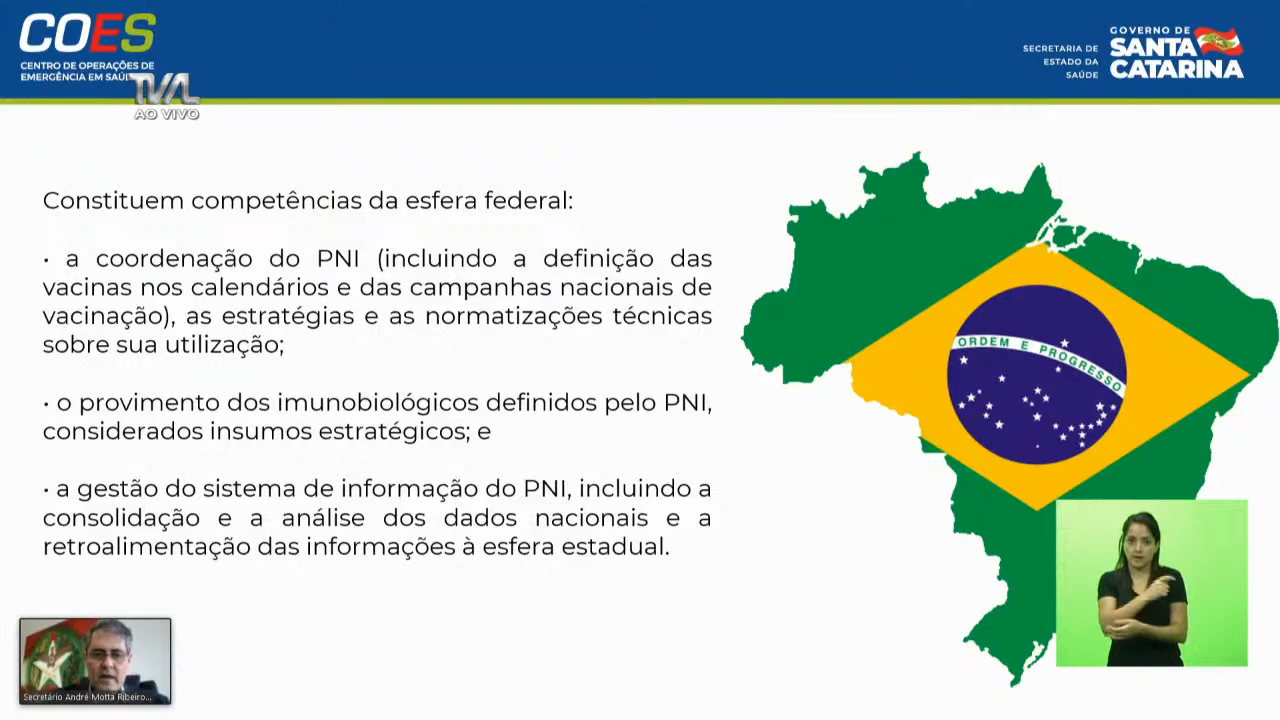 COES
CENTRO DE OPERAÇÕES DE
EMERGÊNCIA EM SAÚDE
TVAL
AO VIVO
SECRETARIA DE
ESTADO DA
SAÚDE
GOVERNO DE
SANTA
CATARINA
Constituem competências da esfera federal:
• a coordenação do PNI (incluindo a definição das
vacinas nos calendários e das campanhas nacionais de
vacinação), as estratégias e as normatizações técnicas
sobre sua utilização;
• o provimento dos imunobiológicos definidos pelo PNI,
considerados insumos estratégicos; e
• a gestão do sistema de informação do PNI, incluindo a
consolidação e a análise dos dados nacionais e a
retroalimentação das informações à esfera estadual.
ORDEM E PROGRESSO
Secretário André Motta Ribeiro...